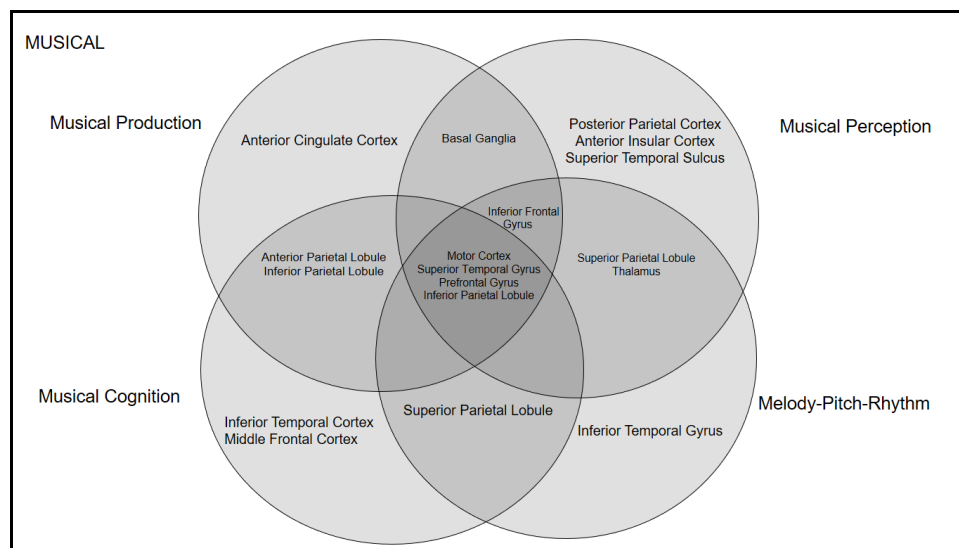 MUSICAL
Musical Production
Musical Perception
Anterior Cingulate Cortex
Basal Ganglia
Posterior Parietal Cortex
Anterior Insular Cortex
Superior Temporal Sulcus
Inferior Frontal
Gyrus
Anterior Parietal Lobule
Inferior Parietal Lobule
Motor Cortex
Superior Temporal Gyrus
Prefrontal Gyrus
Inferior Parietal Lobule
Superior Parietal Lobule
Thalamus
Musical Cognition
Melody-Pitch-Rhythm
Inferior Temporal Cortex
Middle Frontal Cortex
Superior Parietal Lobule
Inferior Temporal Gyrus